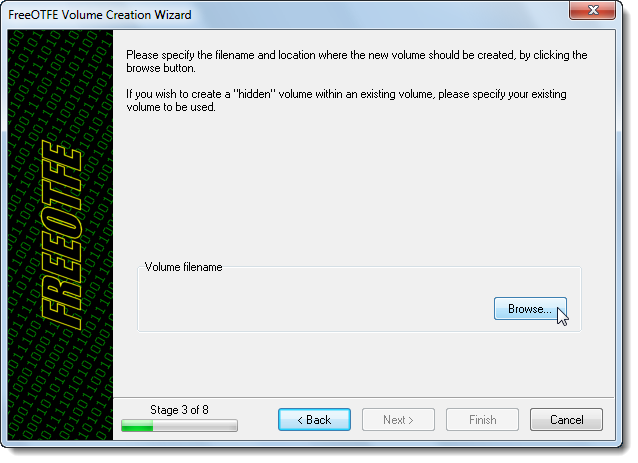 FreeOTFE Volume Creation Wizard
Please specify the filename and location where the new volume should be created, by clicking the
browse button.
If you wish to create a "hidden" volume within an existing volume, please specify your existing
volume to be used.
FREEOTFE
Volume filename
Browse...
Stage 3 of 8
< Back
Next >
Finish
Cancel